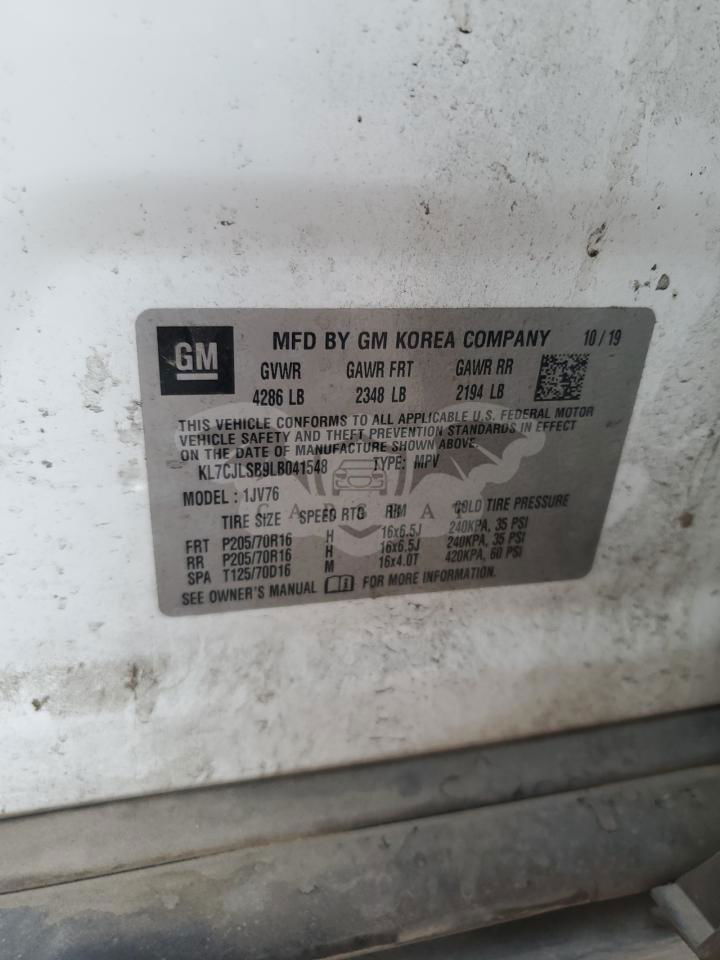 GM
MFD BY GM KOREA COMPANY 10/19
GVWR GAWR FRT GAWR RR
4286 LB 2348 LB 2194 LB
THIS VEHICLE CONFORMS TO ALL APPLICABLE U.S. FEDERAL MOTOR
VEHICLE SAFETY AND THEFT PREVENTION STANDARDS IN EFFECT
ON THE DATE OF MANUFACTURE SHOWN ABOVE.
KL7CJLSB9LB041548 TYPE: MPV
MODEL : 1JV76
CARSBAT
TIRE SIZE SPEED RTG RIM COLD TIRE PRESSURE
FRT P205/70R16 H 16x6.5J 240KPA, 35 PSI
RR P205/70R16 H 16x6.5J 240KPA, 35 PSI
SPA T125/70D16 M 16x4.0T 420KPA, 60 PSI
SEE OWNER'S MANUAL FOR MORE INFORMATION.